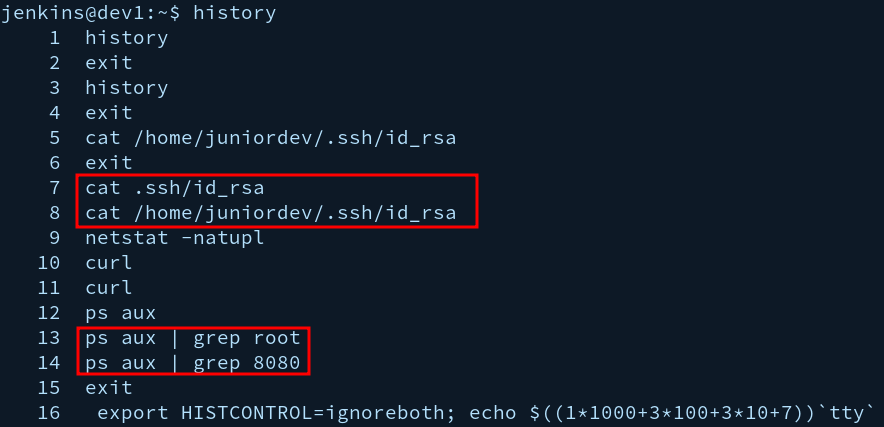 jenkins@dev1:~$ history
1 history
2 exit
3 history
4 exit
5 cat /home/juniordev/.ssh/id_rsa
6 exit
7 cat .ssh/id_rsa
8 cat /home/juniordev/.ssh/id_rsa
9 netstat -natupl
10 curl
11 curl
12 ps aux
13 ps aux | grep root
14 ps aux | grep 8080
15 exit
16  export HISTCONTROL=ignoreboth; echo $((1*1000+3*100+3*10+7))`tty`